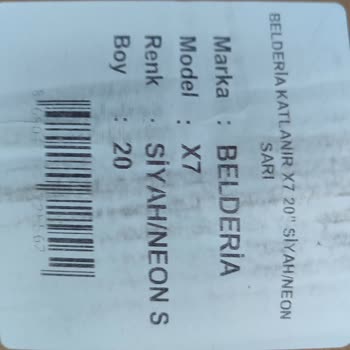 BELDERİA KATLANIR X7 20" SİYAH/NEON
SARI
Marka : BELDERİA
Model : X7
Renk : SİYAH/NEON S
Boy : 20